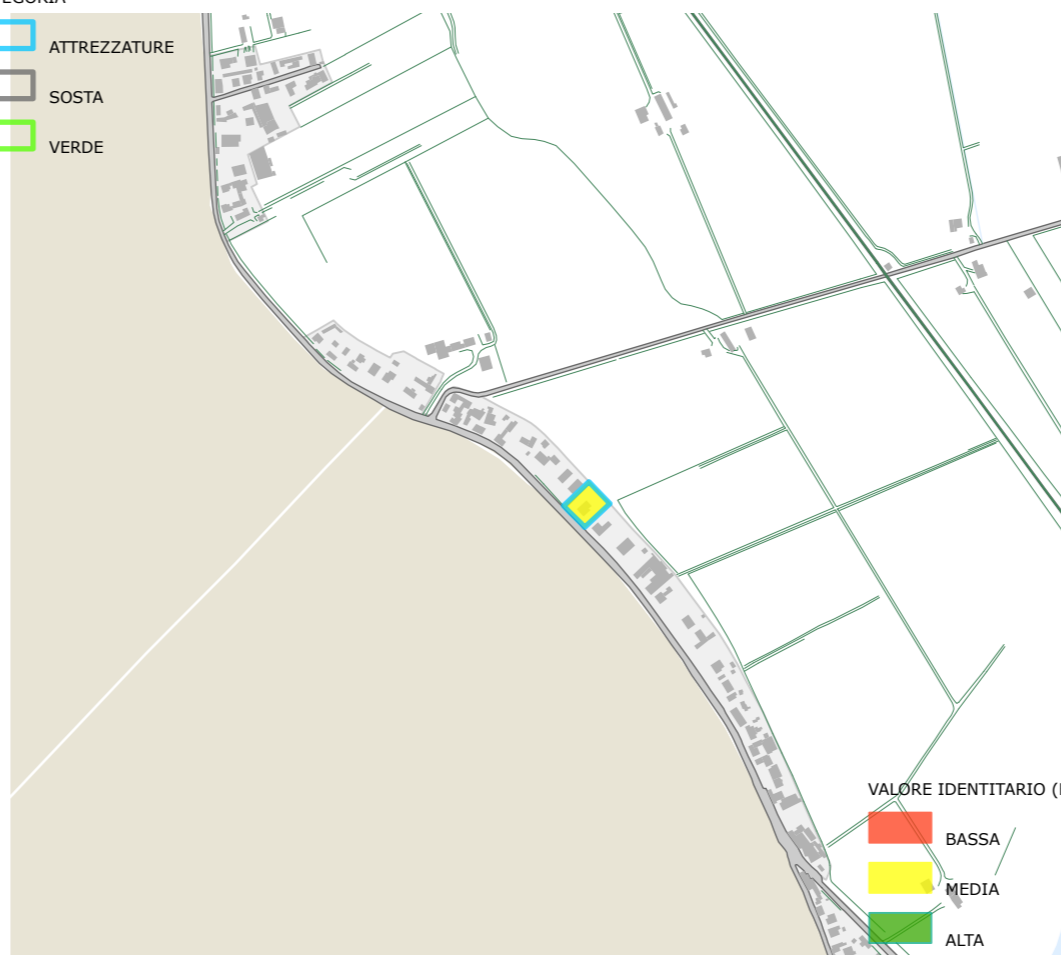 ATTREZZATURE
SOSTA
VERDE
VALORE IDENTITARIO (
BASSA
MEDIA
ALTA